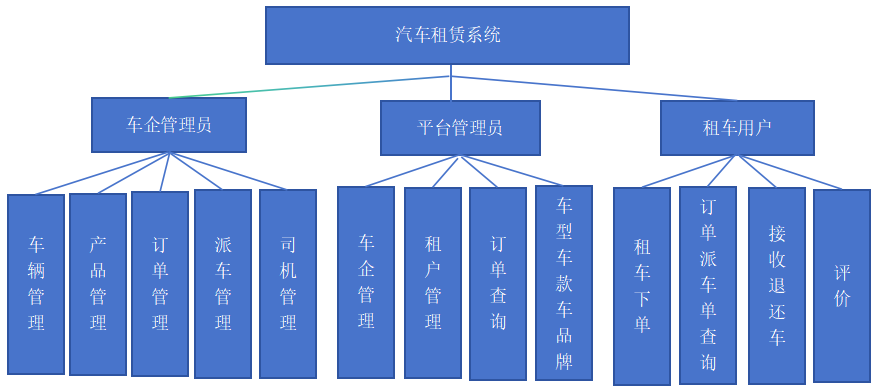 汽车租赁系统
车企管理员
平台管理员
租车用户
车辆管理
产品管理
订单管理
派车管理
司机管理
车企管理
租户管理
订单查询
车型车款车品牌
租车下单
订单派车单查询
接收退还车
评价